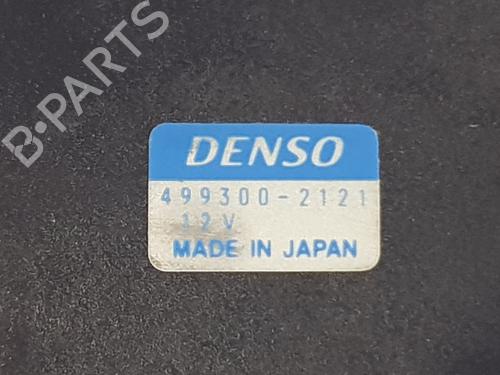 B-PARTS
DENSO
499300-2121
12V
MADE IN JAPAN